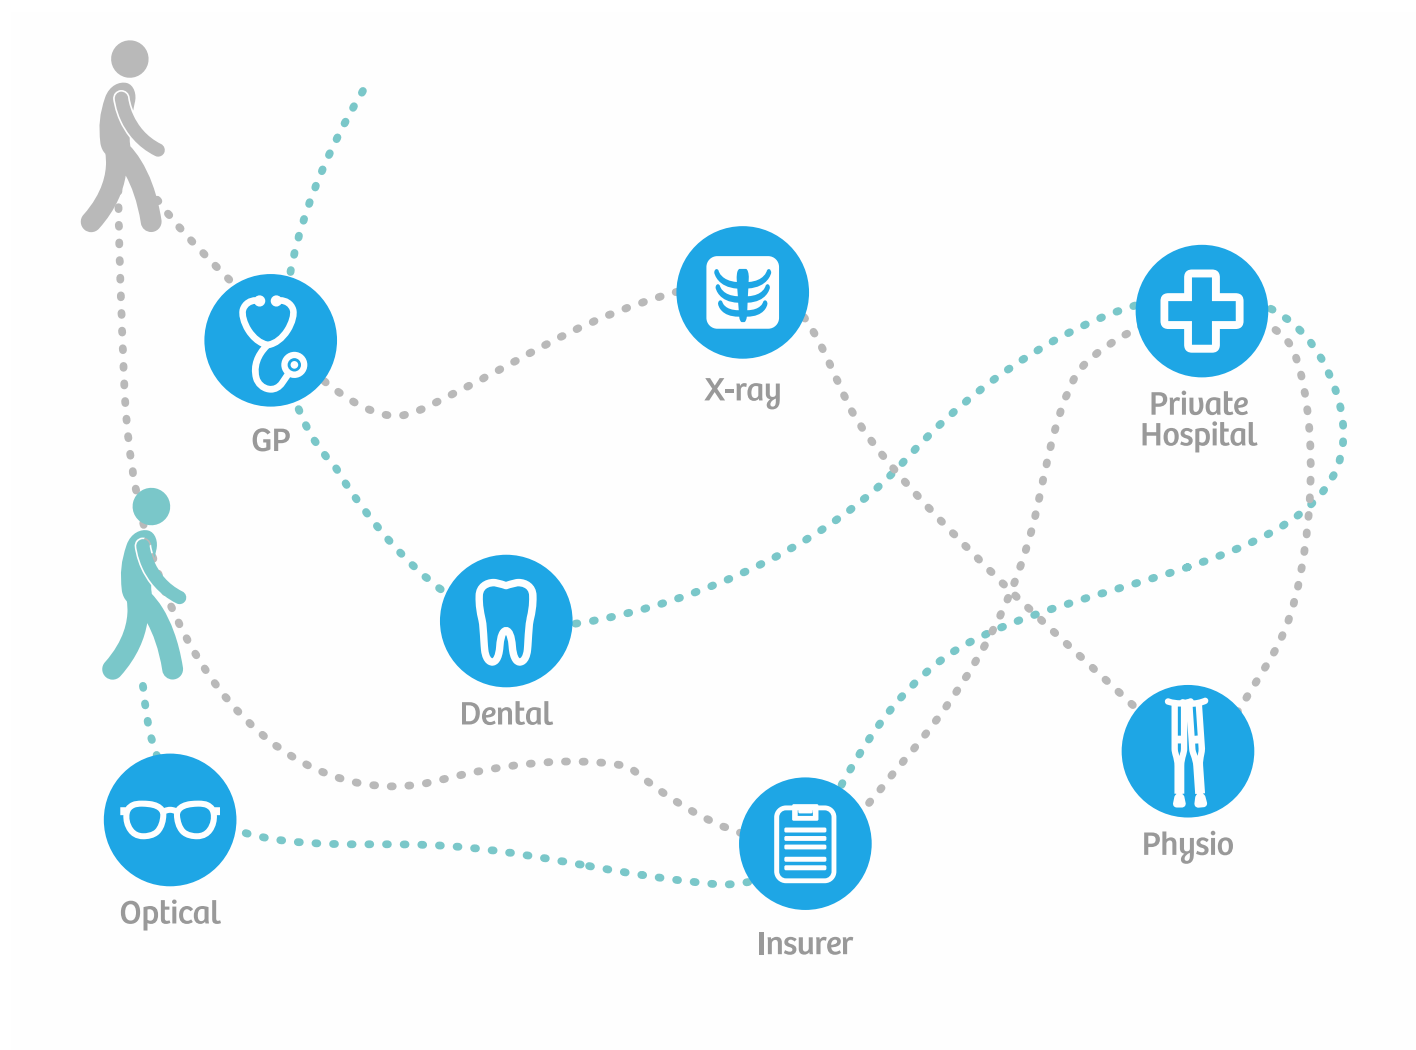 X-ray
Private
Hospital
GP
Dental
Physio
Optical
Insurer